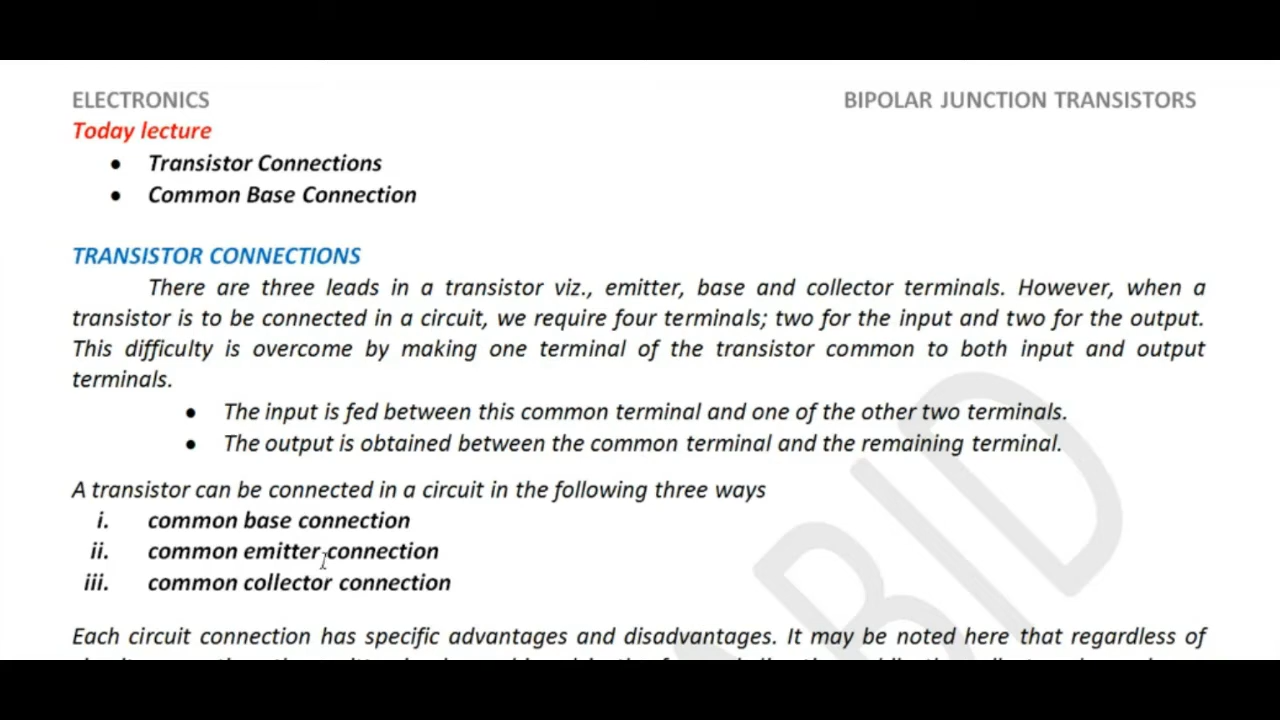 ELECTRONICS
BIPOLAR JUNCTION TRANSISTORS
Today lecture
• Transistor Connections
• Common Base Connection
TRANSISTOR CONNECTIONS
There are three leads in a transistor viz., emitter, base and collector terminals. However, when a
transistor is to be connected in a circuit, we require four terminals; two for the input and two for the output.
This difficulty is overcome by making one terminal of the transistor common to both input and output
terminals.
• The input is fed between this common terminal and one of the other two terminals.
• The output is obtained between the common terminal and the remaining terminal.
A transistor can be connected in a circuit in the following three ways
i. common base connection
ii. common emitter connection
iii. common collector connection
Each circuit connection has specific advantages and disadvantages. It may be noted here that regardless of